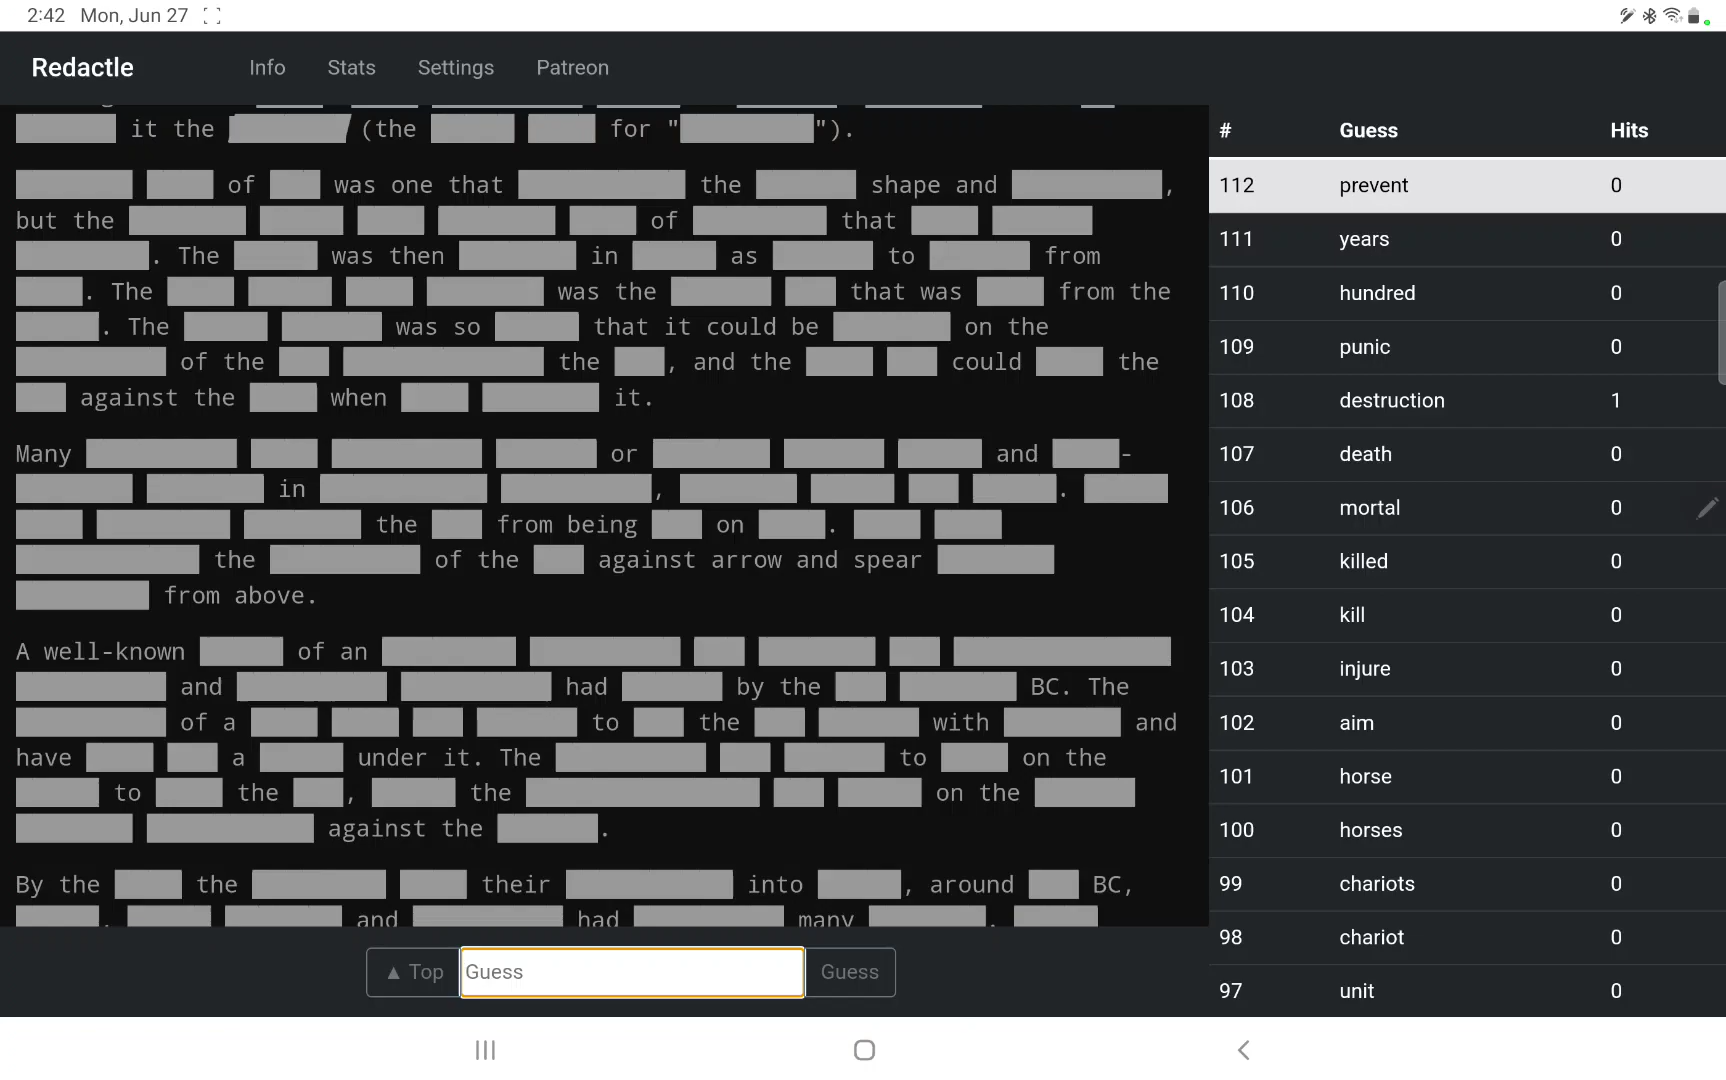 2:42 Mon, Jun 27
Redactle Info Stats Settings Patreon
it the (the for "").
of was one that the shape and ,
but the of that
. The was then in as to from
. The was the that was from the
. The was so that it could be on the
of the the , and the could the
against the when it.
Many or and -
in , .
the from being on .
the of the against arrow and spear
from above.
A well-known of an
and had by the BC. The
of a to the with and
have a under it. The to on the
to the , the on the
against the .
By the the their into , around BC,
, and had many .
▲ Top Guess Guess
# Guess Hits
112 prevent 0
111 years 0
110 hundred 0
109 punic 0
108 destruction 1
107 death 0
106 mortal 0
105 killed 0
104 kill 0
103 injure 0
102 aim 0
101 horse 0
100 horses 0
99 chariots 0
98 chariot 0
97 unit 0